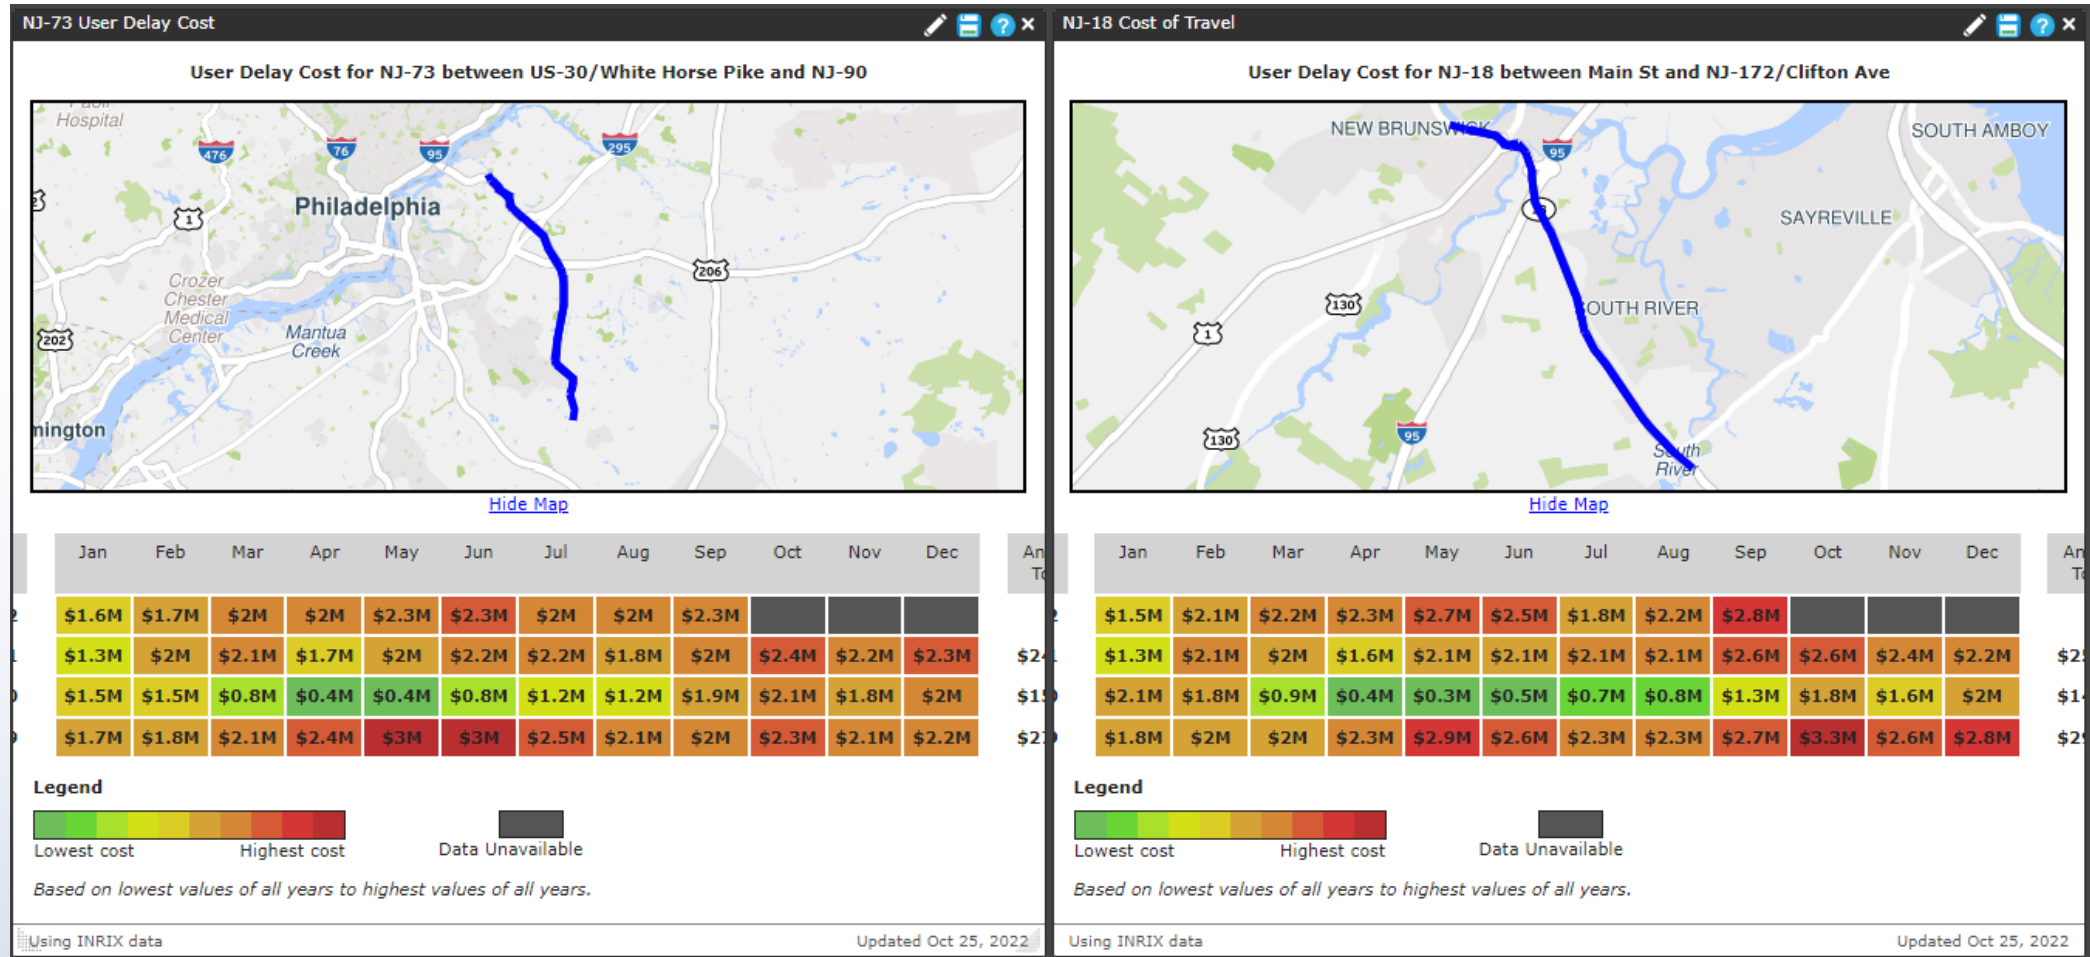 NJ-73 User Delay Cost
User Delay Cost for NJ-73 between US-30/White Horse Pike and NJ-90
Hospital
476
76
95
295
1
Philadelphia
206
Crozer
Chester
Medical
Center
Mantua
Creek
202
mington
Hide Map
Jan Feb Mar Apr May Jun Jul Aug Sep Oct Nov Dec An
$1.6M $1.7M $2M $2M $2.3M $2.3M $2M $2M $2.3M
$1.3M $2M $2.1M $1.7M $2M $2.2M $2.2M $1.8M $2M $2.4M $2.2M $2.3M $24
$1.5M $1.5M $0.8M $0.4M $0.4M $0.8M $1.2M $1.2M $1.9M $2.1M $1.8M $2M $15
$1.7M $1.8M $2.1M $2.4M $3M $3M $2.5M $2.1M $2M $2.3M $2.1M $2.2M $27
Legend
Lowest cost Highest cost Data Unavailable
Based on lowest values of all years to highest values of all years.
Using INRIX data Updated Oct 25, 2022
NJ-18 Cost of Travel
User Delay Cost for NJ-18 between Main St and NJ-172/Clifton Ave
NEW BRUNSWICK
95
SOUTH AMBOY
SAYREVILLE
130
OUTH RIVER
1
130
95
South
River
Hide Map
Jan Feb Mar Apr May Jun Jul Aug Sep Oct Nov Dec An
$1.5M $2.1M $2.2M $2.3M $2.7M $2.5M $1.8M $2.2M $2.8M
$1.3M $2.1M $2M $1.6M $2.1M $2.1M $2.1M $2.1M $2.6M $2.6M $2.4M $2.2M $25
$2.1M $1.8M $0.9M $0.4M $0.3M $0.5M $0.7M $0.8M $1.3M $1.8M $1.6M $2M $14
$1.8M $2M $2M $2.3M $2.9M $2.6M $2.3M $2.3M $2.7M $3.3M $2.6M $2.8M $29
Legend
Lowest cost Highest cost Data Unavailable
Based on lowest values of all years to highest values of all years.
Using INRIX data Updated Oct 25, 2022